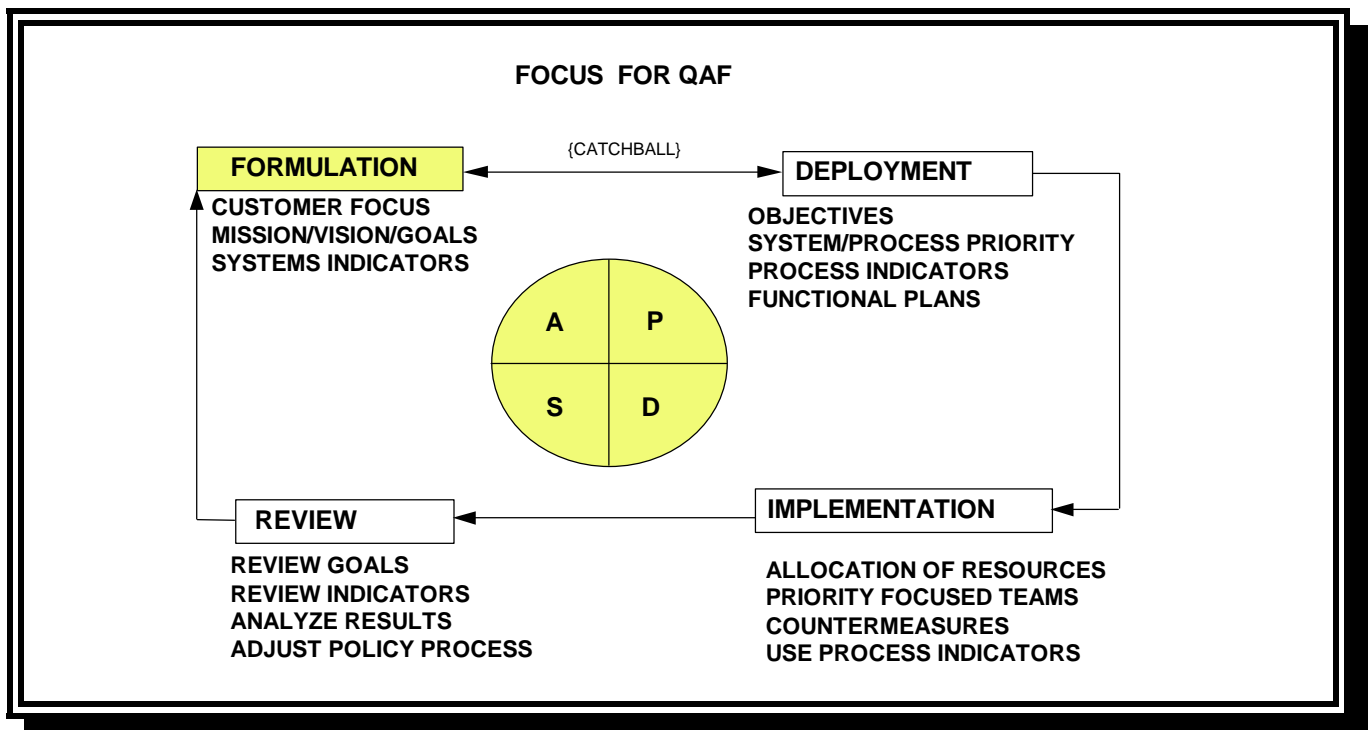 FOCUS FOR QAF
FORMULATION
{CATCHBALL}
DEPLOYMENT
CUSTOMER FOCUS
MISSION/VISION/GOALS
SYSTEMS INDICATORS
OBJECTIVES
SYSTEM/PROCESS PRIORITY
PROCESS INDICATORS
FUNCTIONAL PLANS
A
P
S
D
REVIEW
IMPLEMENTATION
REVIEW GOALS
REVIEW INDICATORS
ANALYZE RESULTS
ADJUST POLICY PROCESS
ALLOCATION OF RESOURCES
PRIORITY FOCUSED TEAMS
COUNTERMEASURES
USE PROCESS INDICATORS